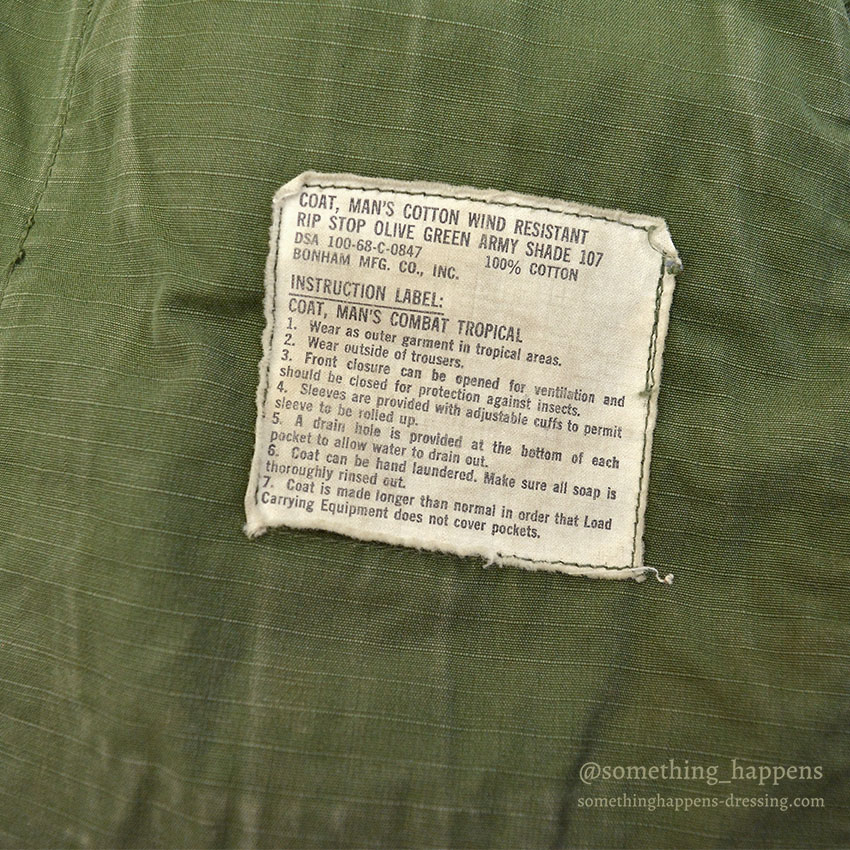 COAT, MAN'S COTTON WIND RESISTANT
RIP STOP OLIVE GREEN ARMY SHADE 107
DSA 100-68-C-0847 100% COTTON
BONHAM MFG. CO., INC.
INSTRUCTION LABEL:
COAT, MAN'S COMBAT TROPICAL
1. Wear as outer garment in tropical areas.
2. Wear outside of trousers.
3. Front closure can be opened for ventilation and
should be closed for protection against insects.
4. Sleeves are provided with adjustable cuffs to permit
sleeve to be rolled up.
5. A drain hole is provided at the bottom of each
pocket to allow water to drain out.
6. Coat can be hand laundered. Make sure all soap is
thoroughly rinsed out.
7. Coat is made longer than normal in order that Load
Carrying Equipment does not cover pockets.
@something_happens
somethinghappens-dressing.com